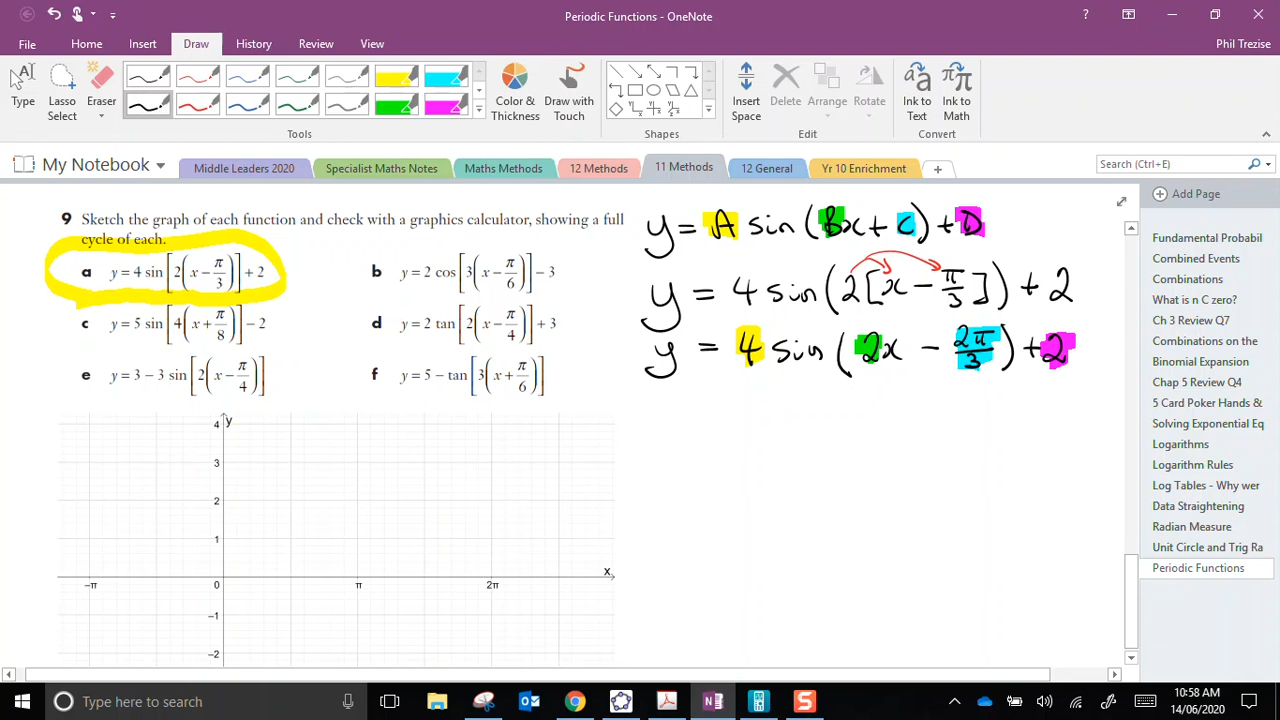 Periodic Functions - OneNote
File Home Insert Draw History Review View Phil Trezise
Type
Lasso Select
Eraser
Color & Thickness
Draw with Touch
Insert Space
Delete
Arrange
Rotate
Ink to Text
Ink to Math
Tools Shapes Edit Convert
My Notebook Middle Leaders 2020 Specialist Maths Notes Maths Methods 12 Methods 11 Methods 12 General Yr 10 Enrichment
Search (Ctrl+E)
9 Sketch the graph of each function and check with a graphics calculator, showing a full
cycle of each.
a y = 4 sin [2(x − π/3)] + 2
b y = 2 cos [3(x − π/6)] − 3
c y = 5 sin [4(x + π/8)] − 2
d y = 2 tan [2(x − π/4)] + 3
e y = 3 − 3 sin [2(x − π/4)]
f y = 5 − tan [3(x + π/6)]
y = A sin (Bx + C) + D
y = 4 sin (2[x − π/3]) + 2
y = 4 sin (2x − 2π/3) + 2
y
4
3
2
1
x
−π 0 π 2π
−1
−2
Add Page
Fundamental Probabil
Combined Events
Combinations
What is n C zero?
Ch 3 Review Q7
Combinations on the
Binomial Expansion
Chap 5 Review Q4
5 Card Poker Hands &
Solving Exponential Eq
Logarithms
Logarithm Rules
Log Tables - Why wer
Data Straightening
Radian Measure
Unit Circle and Trig Ra
Periodic Functions
Type here to search
10:58 AM
14/06/2020